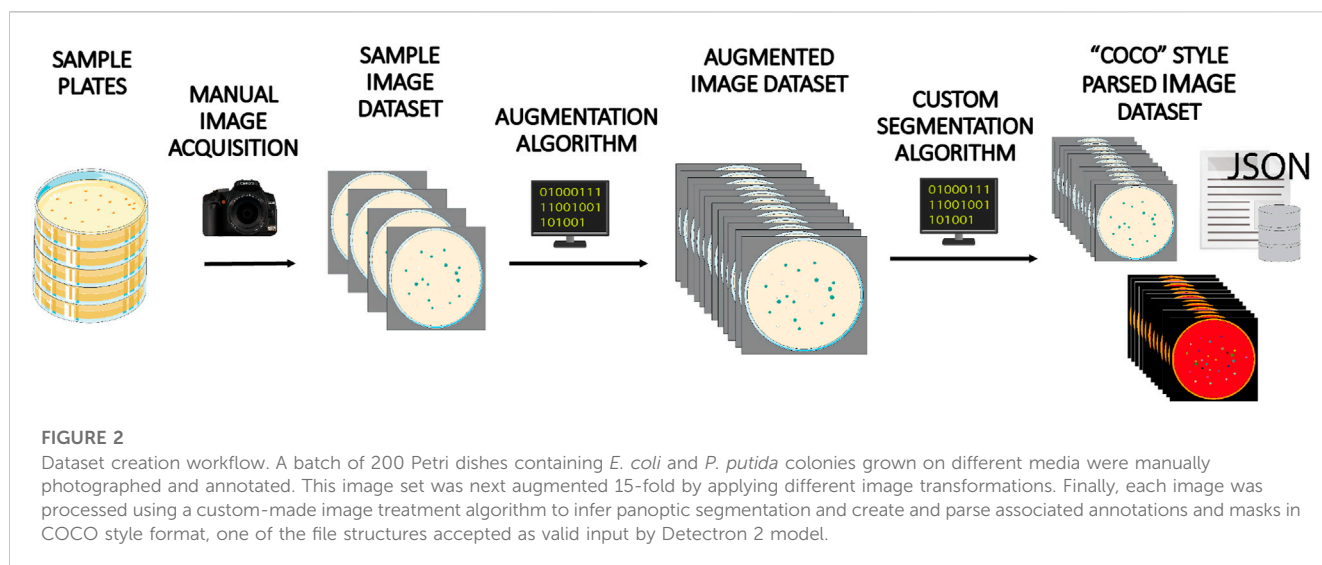 SAMPLE
PLATES
MANUAL
IMAGE
ACQUISITION
SAMPLE
IMAGE
DATASET
AUGMENTATION
ALGORITHM
01000111
11001001
101001
AUGMENTED
IMAGE DATASET
CUSTOM
SEGMENTATION
ALGORITHM
01000111
11001001
101001
“COCO” STYLE
PARSED IMAGE
DATASET
JSON
FIGURE 2
Dataset creation workflow. A batch of 200 Petri dishes containing E. coli and P. putida colonies grown on different media were manually
photographed and annotated. This image set was next augmented 15-fold by applying different image transformations. Finally, each image was
processed using a custom-made image treatment algorithm to infer panoptic segmentation and create and parse associated annotations and masks in
COCO style format, one of the file structures accepted as valid input by Detectron 2 model.